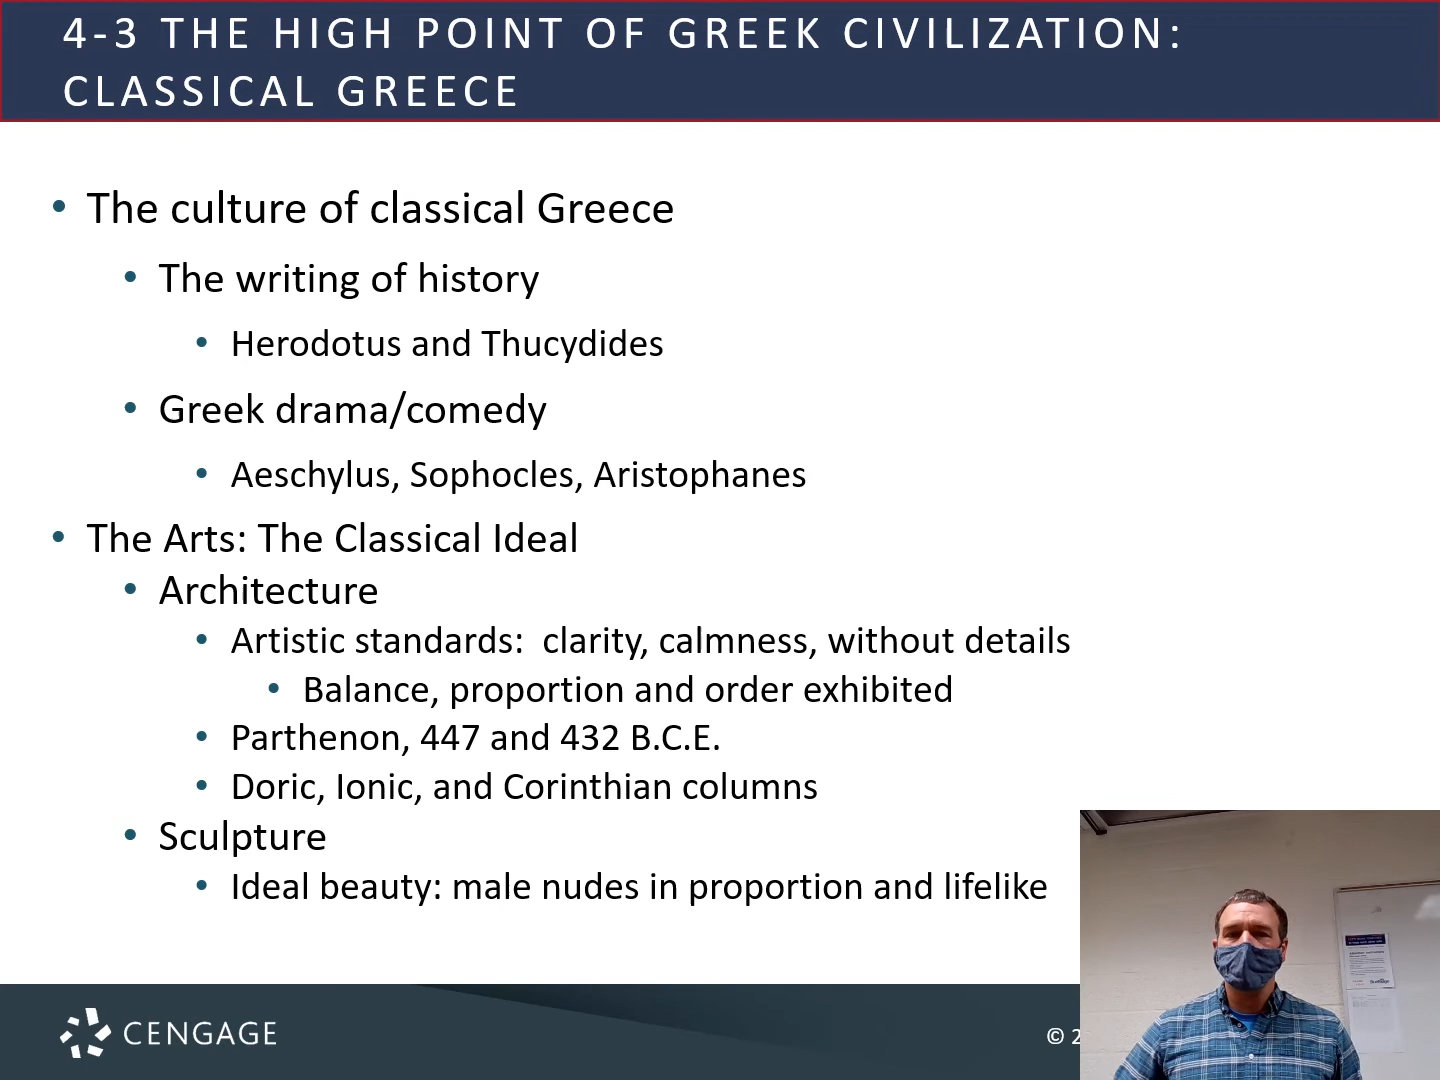 4-3 THE HIGH POINT OF GREEK CIVILIZATION:
CLASSICAL GREECE
• The culture of classical Greece
• The writing of history
• Herodotus and Thucydides
• Greek drama/comedy
• Aeschylus, Sophocles, Aristophanes
• The Arts: The Classical Ideal
• Architecture
• Artistic standards:  clarity, calmness, without details
• Balance, proportion and order exhibited
• Parthenon, 447 and 432 B.C.E.
• Doric, Ionic, and Corinthian columns
• Sculpture
• Ideal beauty: male nudes in proportion and lifelike
CENGAGE
© 2